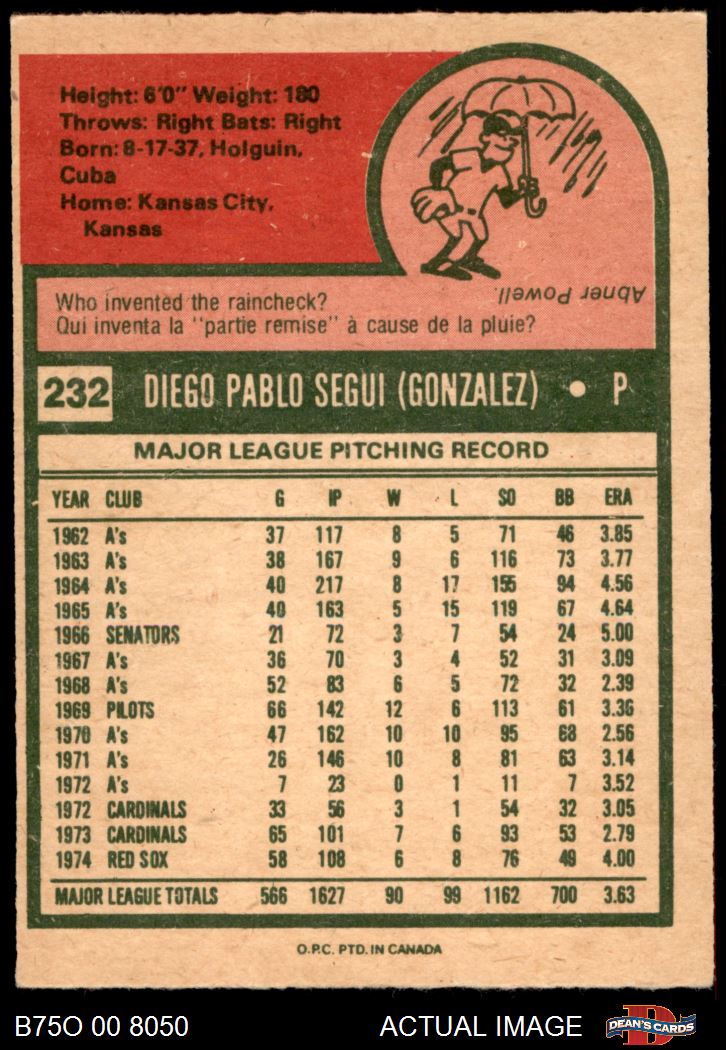 Height: 6'0" Weight: 180
Throws: Right Bats: Right
Born: 8-17-37, Holguin,
Cuba
Home: Kansas City,
Kansas
Abner Powell.
Who invented the raincheck?
Qui inventa la "partie remise" à cause de la pluie?
232 DIEGO PABLO SEGUI (GONZALEZ) • P
MAJOR LEAGUE PITCHING RECORD
YEAR CLUB G IP W L SO BB ERA
1962 A's 37 117 8 5 71 46 3.85
1963 A's 38 167 9 6 116 73 3.77
1964 A's 40 217 8 17 155 94 4.56
1965 A's 40 163 5 15 119 67 4.64
1966 SENATORS 21 72 3 7 54 24 5.00
1967 A's 36 70 3 4 52 31 3.09
1968 A's 52 83 6 5 72 32 2.39
1969 PILOTS 66 142 12 6 113 61 3.36
1970 A's 47 162 10 10 95 68 2.56
1971 A's 26 146 10 8 81 63 3.14
1972 A's 7 23 0 1 11 7 3.52
1972 CARDINALS 33 56 3 1 54 32 3.05
1973 CARDINALS 65 101 7 6 93 53 2.79
1974 RED SOX 58 108 6 8 76 49 4.00
MAJOR LEAGUE TOTALS 566 1627 90 99 1162 700 3.63
O.P.C. PTD. IN CANADA
B75O 00 8050 ACTUAL IMAGE D DEAN'S CARDS